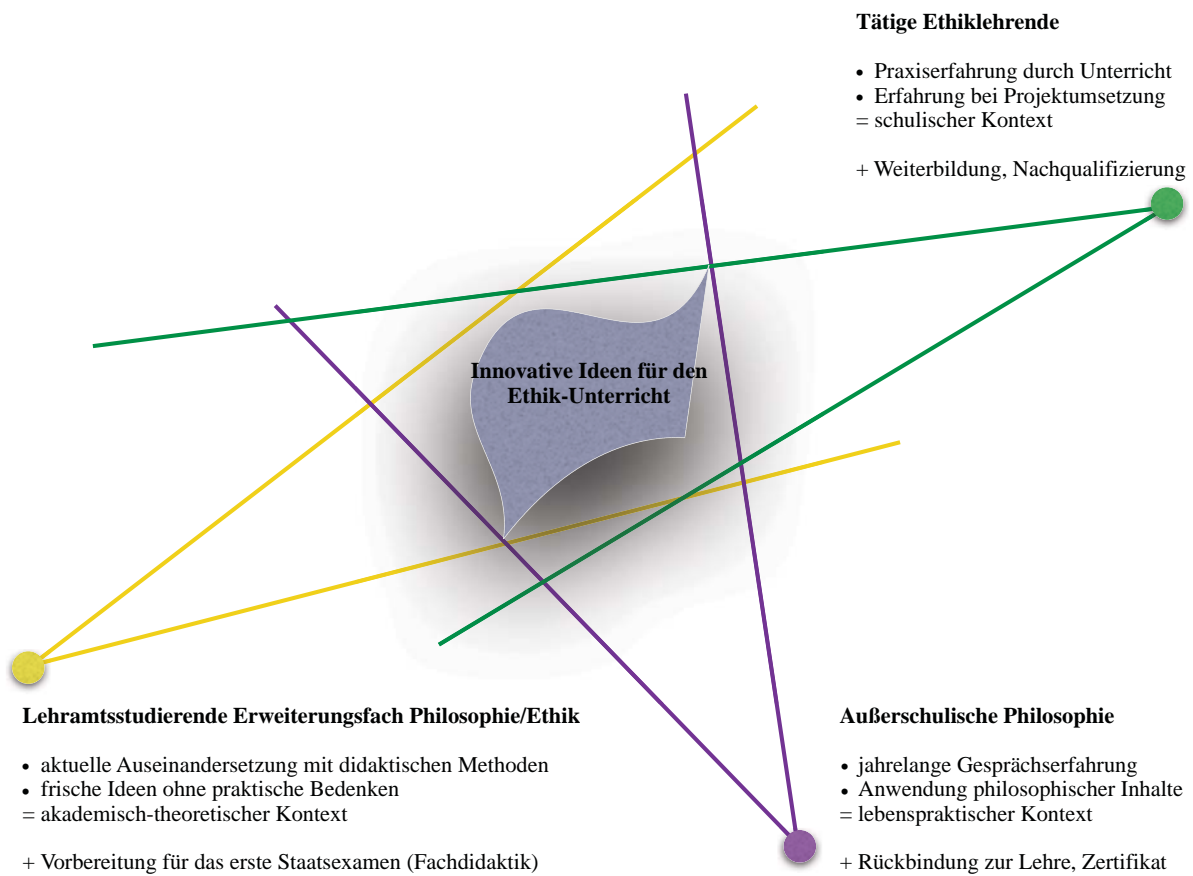 Tätige Ethiklehrende
• Praxiserfahrung durch Unterricht
• Erfahrung bei Projektumsetzung
= schulischer Kontext
+ Weiterbildung, Nachqualifizierung
Innovative Ideen für den
Ethik-Unterricht
Lehramtsstudierende Erweiterungsfach Philosophie/Ethik
• aktuelle Auseinandersetzung mit didaktischen Methoden
• frische Ideen ohne praktische Bedenken
= akademisch-theoretischer Kontext
+ Vorbereitung für das erste Staatsexamen (Fachdidaktik)
Außerschulische Philosophie
• jahrelange Gesprächserfahrung
• Anwendung philosophischer Inhalte
= lebenspraktischer Kontext
+ Rückbindung zur Lehre, Zertifikat